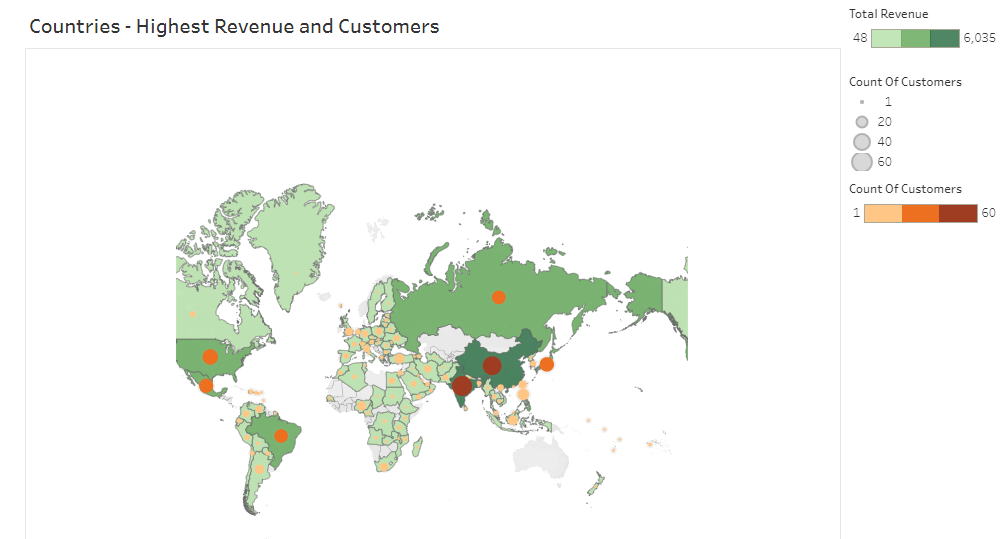 Countries - Highest Revenue and Customers
Total Revenue
48 6,035
Count Of Customers
1
20
40
60
Count Of Customers
1 60